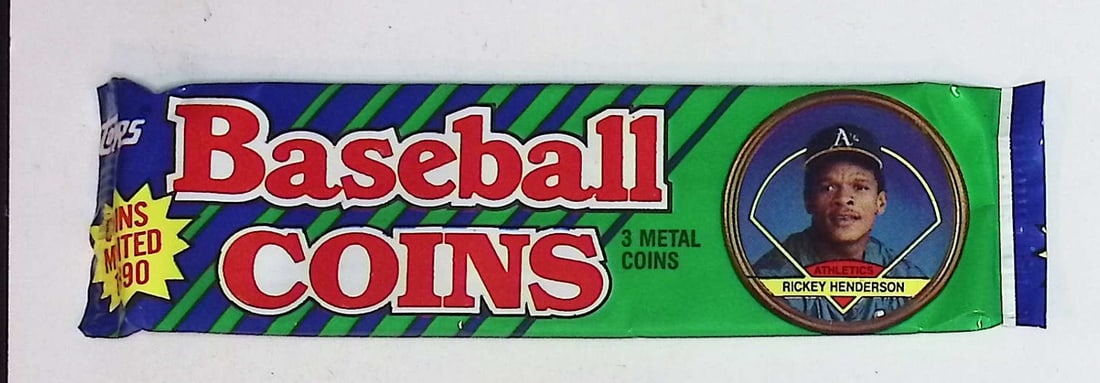 Baseball
COINS
3 METAL
COINS
A's
ATHLETICS
RICKEY HENDERSON